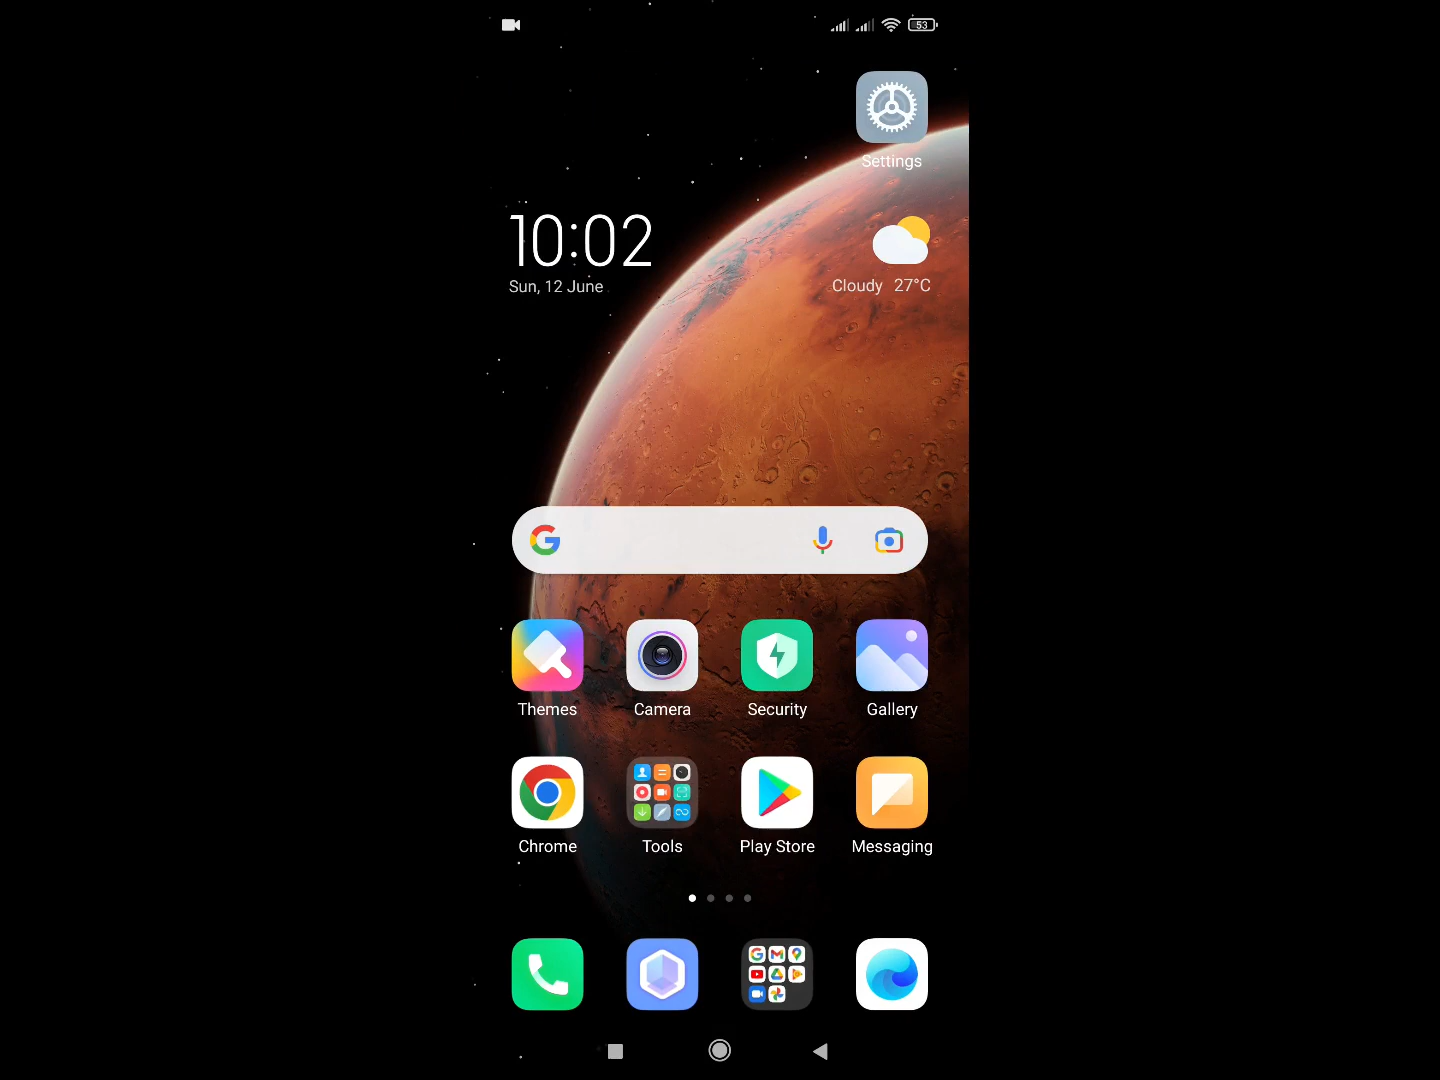 53
Settings
10:02
Sun, 12 June
Cloudy 27°C
Themes
Camera
Security
Gallery
Chrome
Tools
Play Store
Messaging